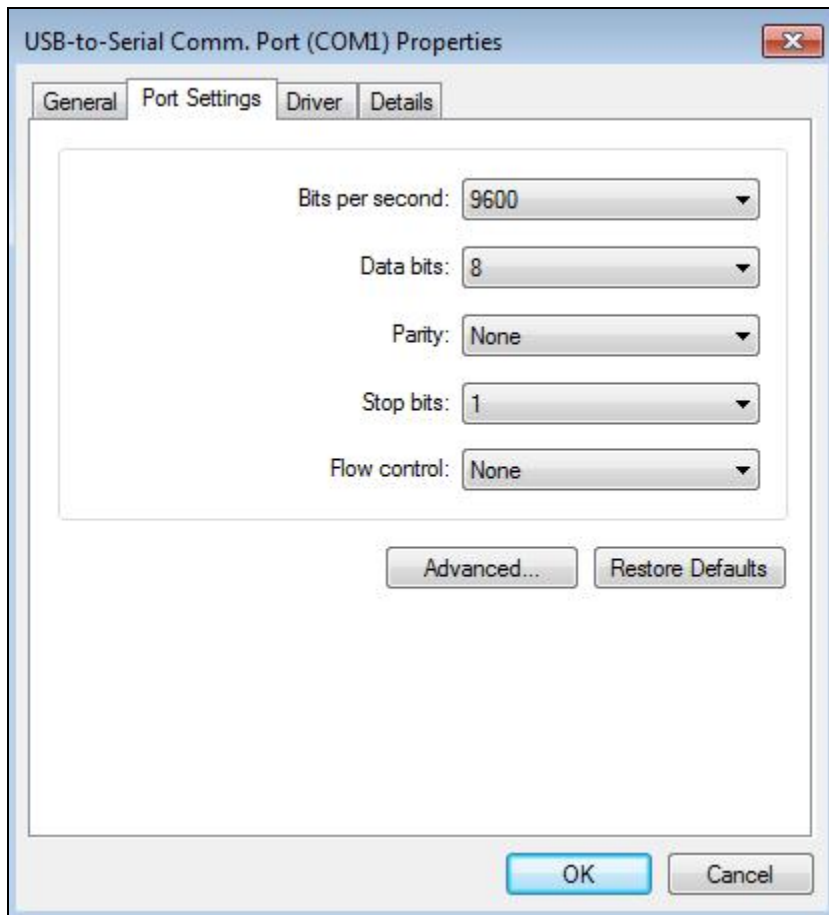 USB-to-Serial Comm. Port (COM1) Properties
General Port Settings Driver Details
Bits per second: 9600
Data bits: 8
Parity: None
Stop bits: 1
Flow control: None
Advanced... Restore Defaults
OK Cancel